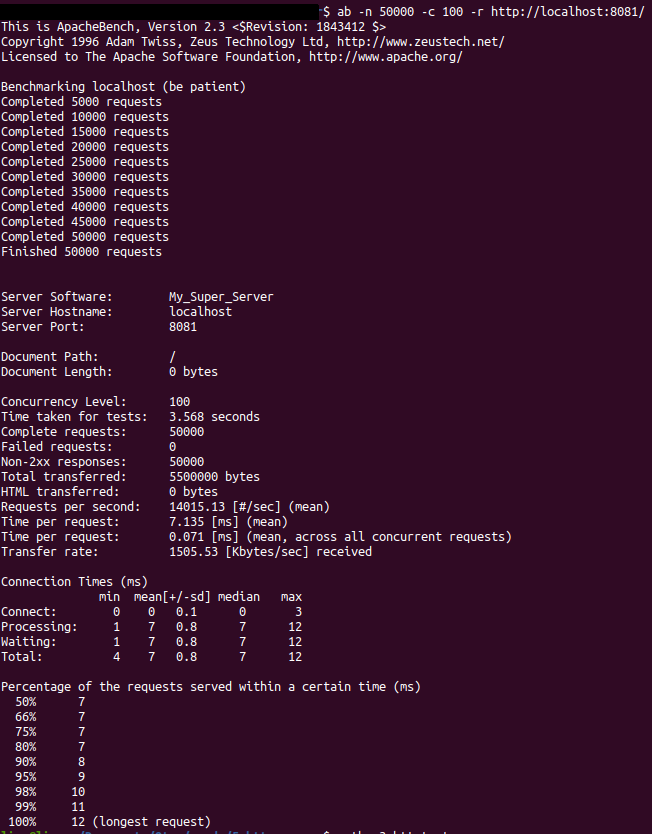 $ ab -n 50000 -c 100 -r http://localhost:8081/
This is ApacheBench, Version 2.3 <$Revision: 1843412 $>
Copyright 1996 Adam Twiss, Zeus Technology Ltd, http://www.zeustech.net/
Licensed to The Apache Software Foundation, http://www.apache.org/
Benchmarking localhost (be patient)
Completed 5000 requests
Completed 10000 requests
Completed 15000 requests
Completed 20000 requests
Completed 25000 requests
Completed 30000 requests
Completed 35000 requests
Completed 40000 requests
Completed 45000 requests
Completed 50000 requests
Finished 50000 requests
Server Software:        My_Super_Server
Server Hostname:        localhost
Server Port:            8081
Document Path:          /
Document Length:        0 bytes
Concurrency Level:      100
Time taken for tests:   3.568 seconds
Complete requests:      50000
Failed requests:        0
Non-2xx responses:      50000
Total transferred:      5500000 bytes
HTML transferred:       0 bytes
Requests per second:    14015.13 [#/sec] (mean)
Time per request:       7.135 [ms] (mean)
Time per request:       0.071 [ms] (mean, across all concurrent requests)
Transfer rate:          1505.53 [Kbytes/sec] received
Connection Times (ms)
              min  mean[+/-sd] median   max
Connect:        0    0   0.1      0       3
Processing:     1    7   0.8      7      12
Waiting:        1    7   0.8      7      12
Total:          4    7   0.8      7      12
Percentage of the requests served within a certain time (ms)
  50%      7
  66%      7
  75%      7
  80%      7
  90%      8
  95%      9
  98%     10
  99%     11
 100%     12 (longest request)